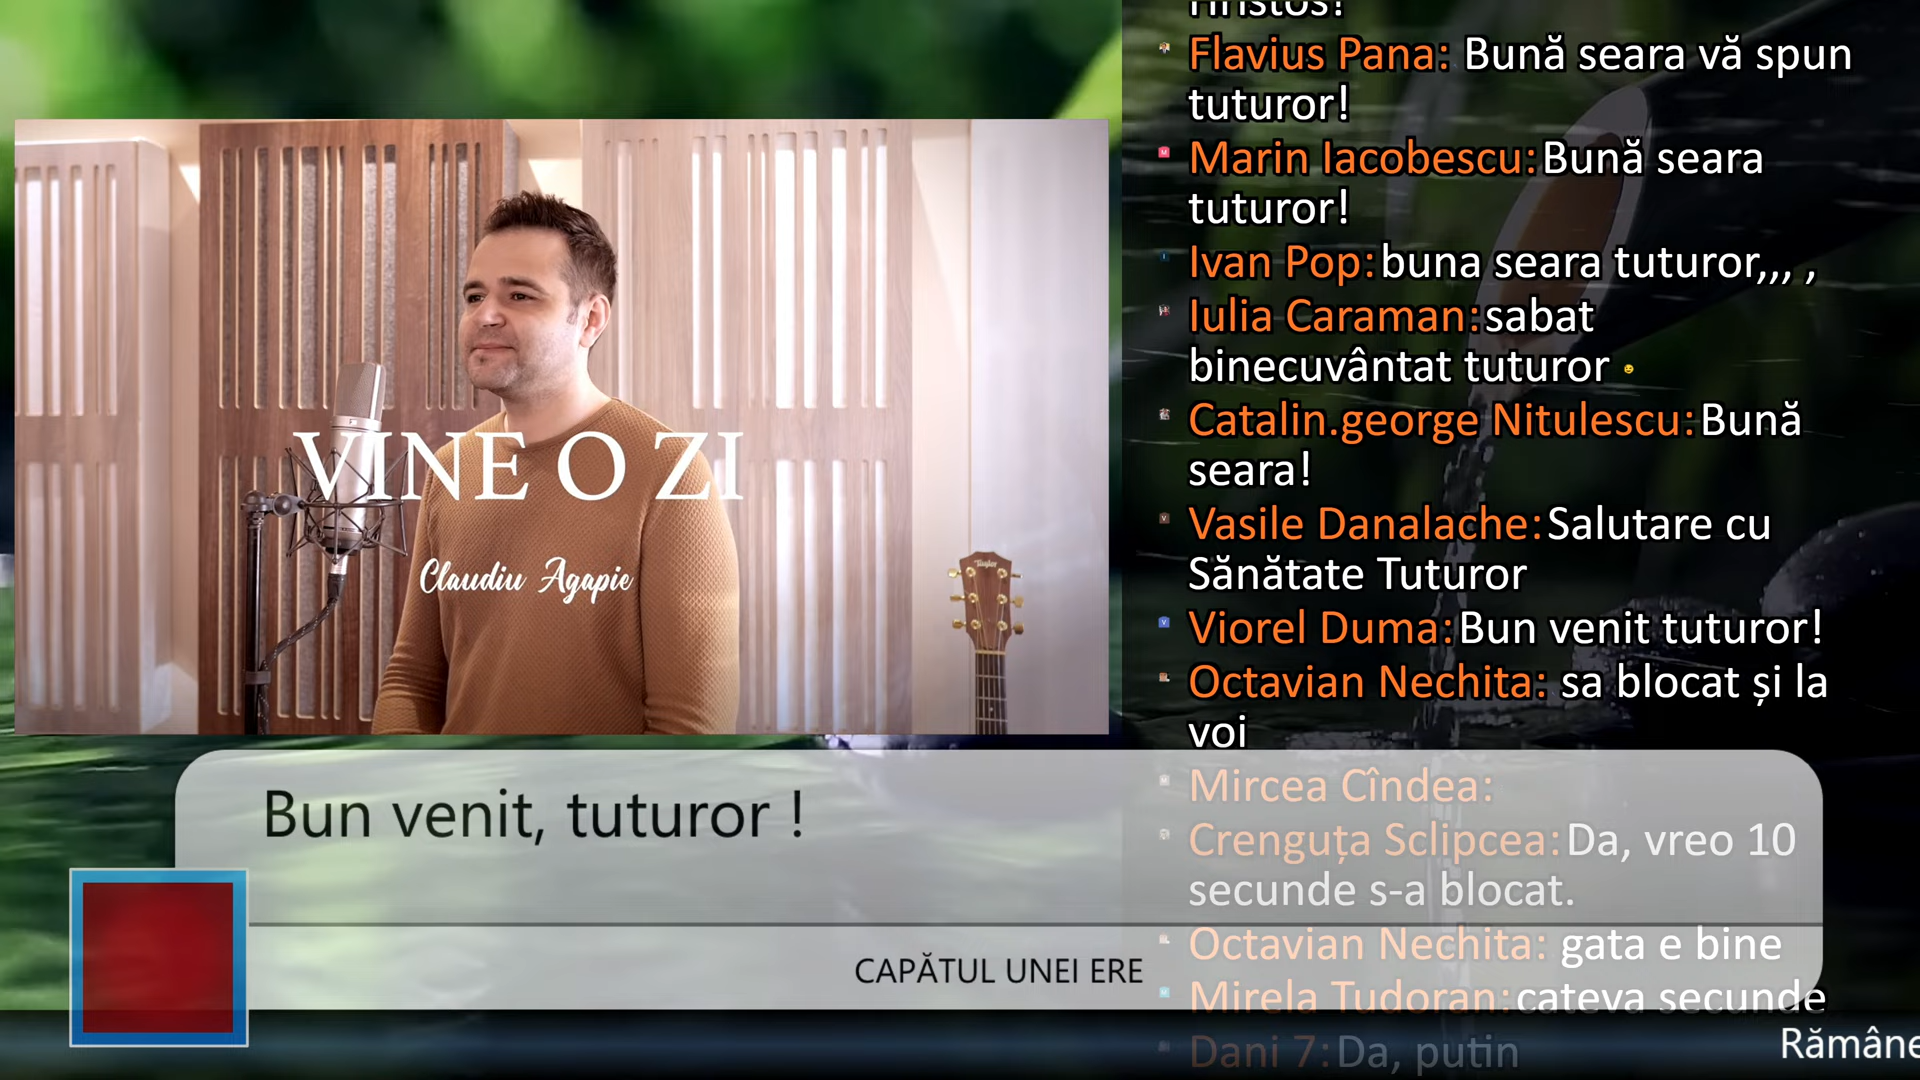 VINE O ZI
Claudiu Agapie
Taylor
Hristos!
Flavius Pana: Bună seara vă spun
tuturor!
Marin Iacobescu: Bună seara
tuturor!
Ivan Pop: buna seara tuturor,,, ,
Iulia Caraman: sabat
binecuvântat tuturor
Catalin.george Nitulescu: Bună
seara!
Vasile Danalache: Salutare cu
Sănătate Tuturor
Viorel Duma: Bun venit tuturor!
Octavian Nechita: sa blocat și la
voi
Mircea Cîndea:
Crenguța Sclipcea: Da, vreo 10
secunde s-a blocat.
Octavian Nechita: gata e bine
Mirela Tudoran: cateva secunde
Dani 7: Da, putin
Bun venit, tuturor !
CAPĂTUL UNEI ERE
Rămâne